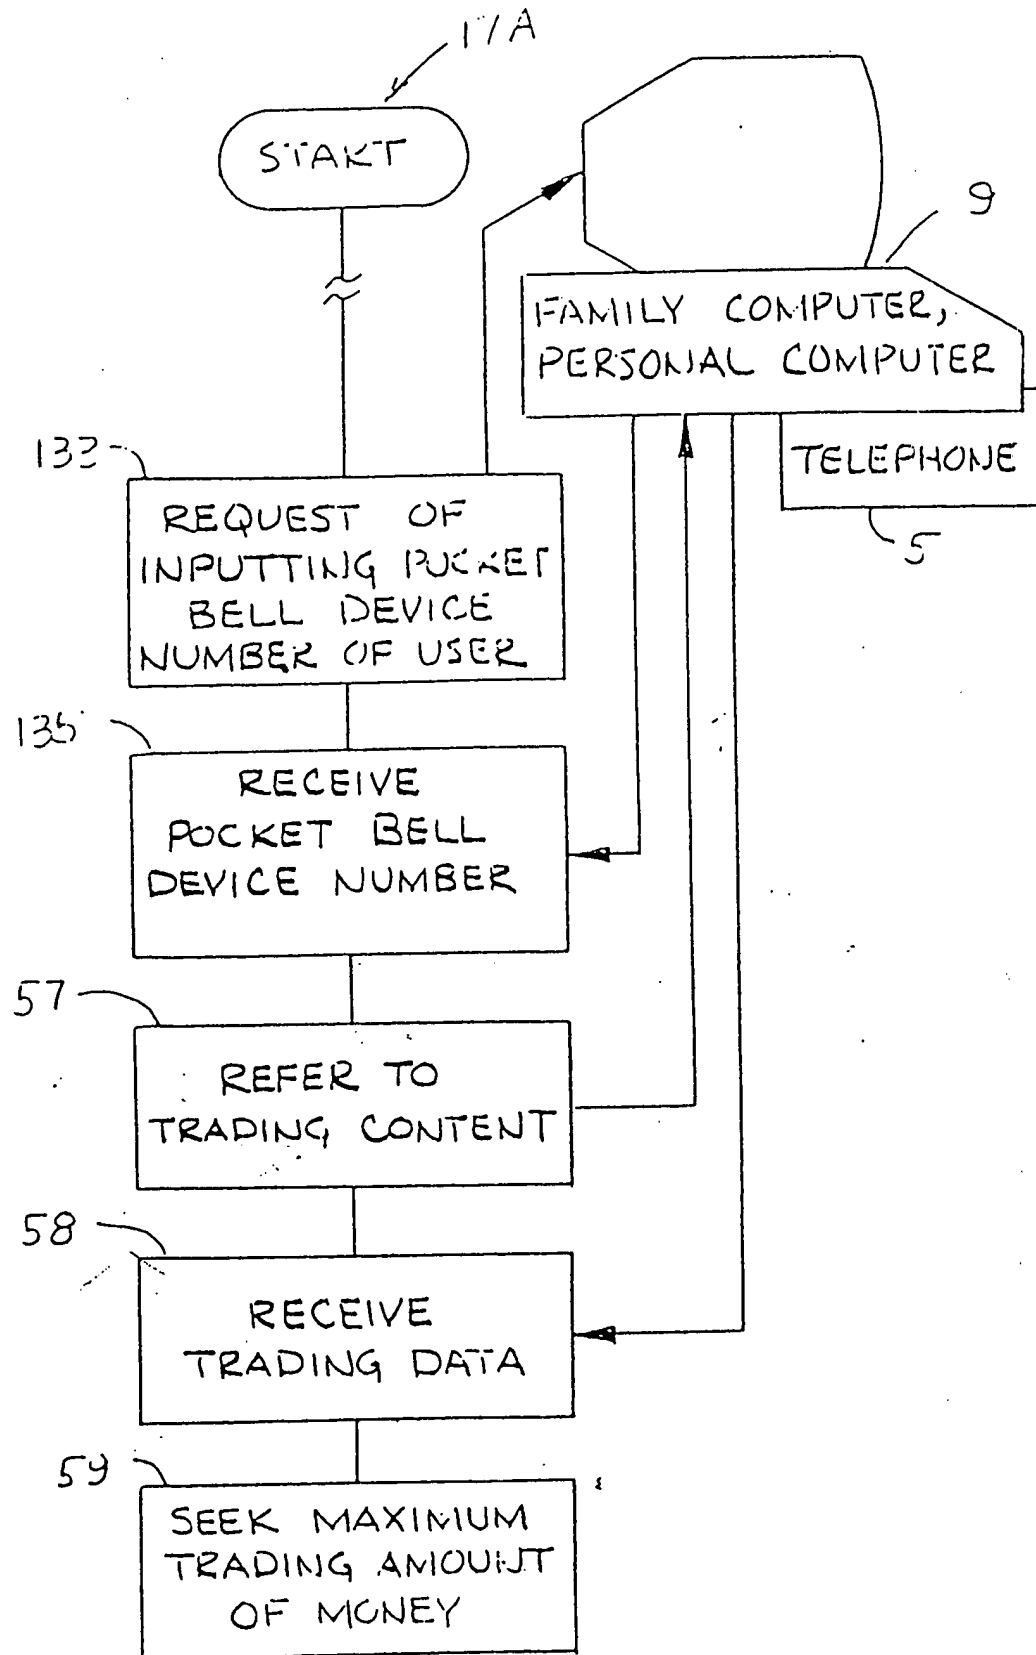 17A
START
9
FAMILY COMPUTER,
PERSONAL COMPUTER
TELEPHONE
5
133
REQUEST OF
INPUTTING POCKET
BELL DEVICE
NUMBER OF USER
135
RECEIVE
POCKET BELL
DEVICE NUMBER
57
REFER TO
TRADING CONTENT
58
RECEIVE
TRADING DATA
59
SEEK MAXIMUM
TRADING AMOUNT
OF MONEY